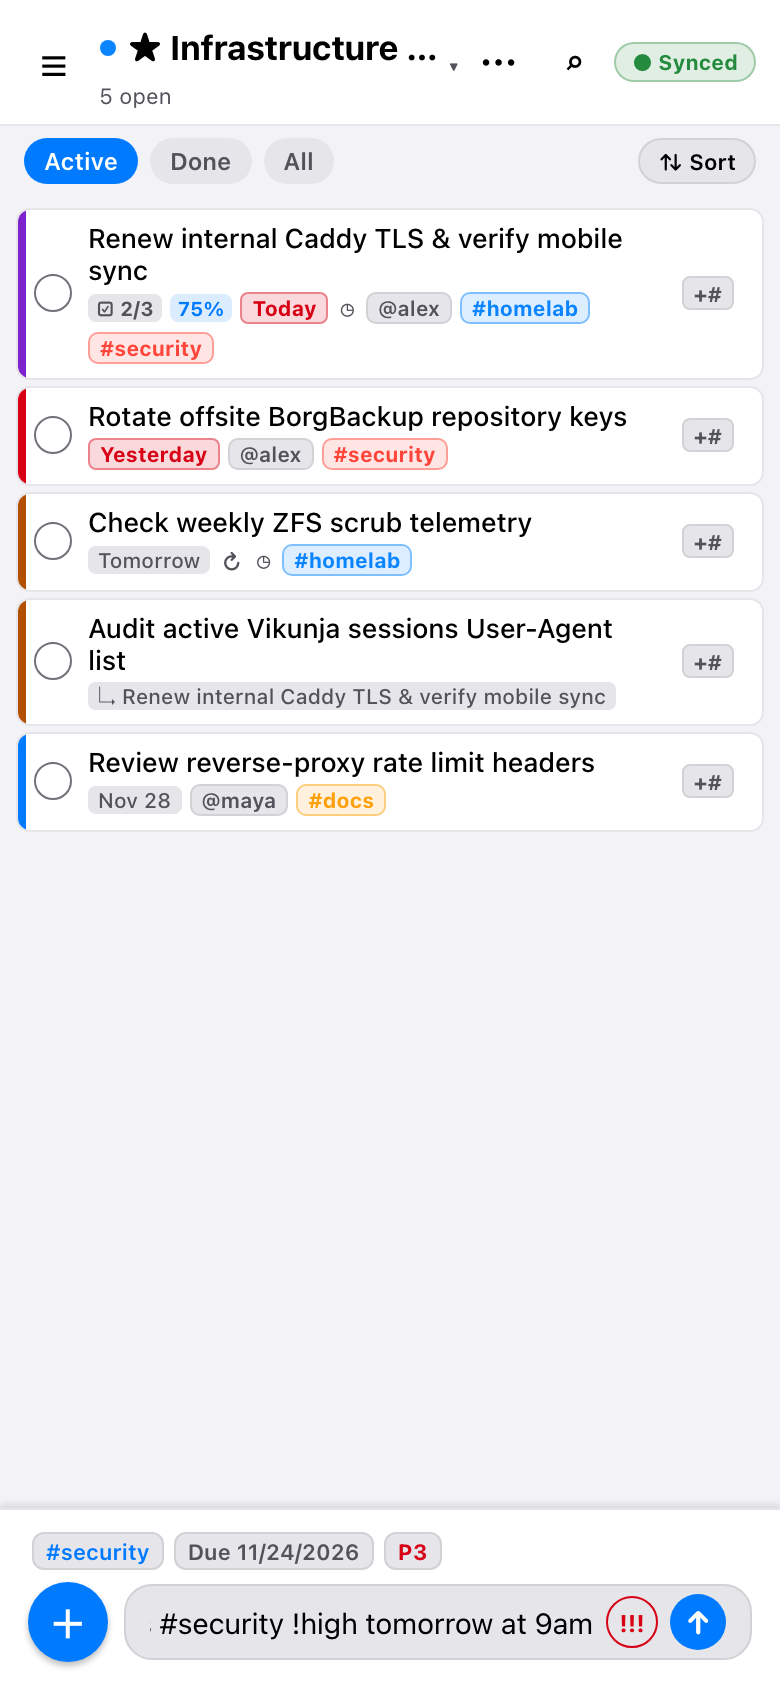 ★ Infrastructure ...
5 open
Synced
Active
Done
All
Sort
Renew internal Caddy TLS & verify mobile
sync
2/3 75% Today @alex #homelab
#security
+#
Rotate offsite BorgBackup repository keys
Yesterday @alex #security
+#
Check weekly ZFS scrub telemetry
Tomorrow #homelab
+#
Audit active Vikunja sessions User-Agent
list
Renew internal Caddy TLS & verify mobile sync
+#
Review reverse-proxy rate limit headers
Nov 28 @maya #docs
+#
#security Due 11/24/2026 P3
+ #security !high tomorrow at 9am !!!